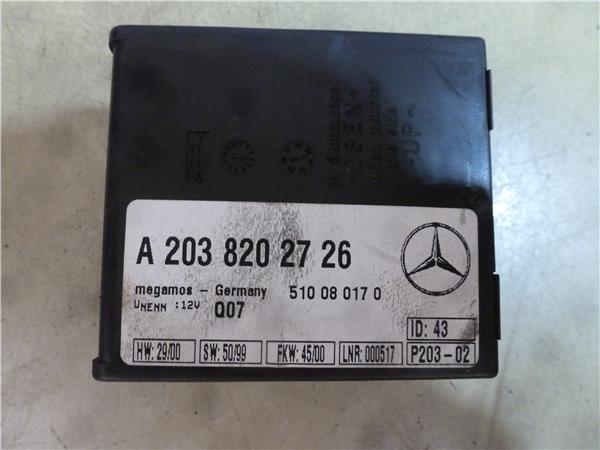 A 203 820 27 26
megamos - Germany 510 08 017 0
UNENN :12V Q07
ID: 43
HW: 29/00 SW: 50/99 FKW: 45/00 LNR: 000517 P203-02